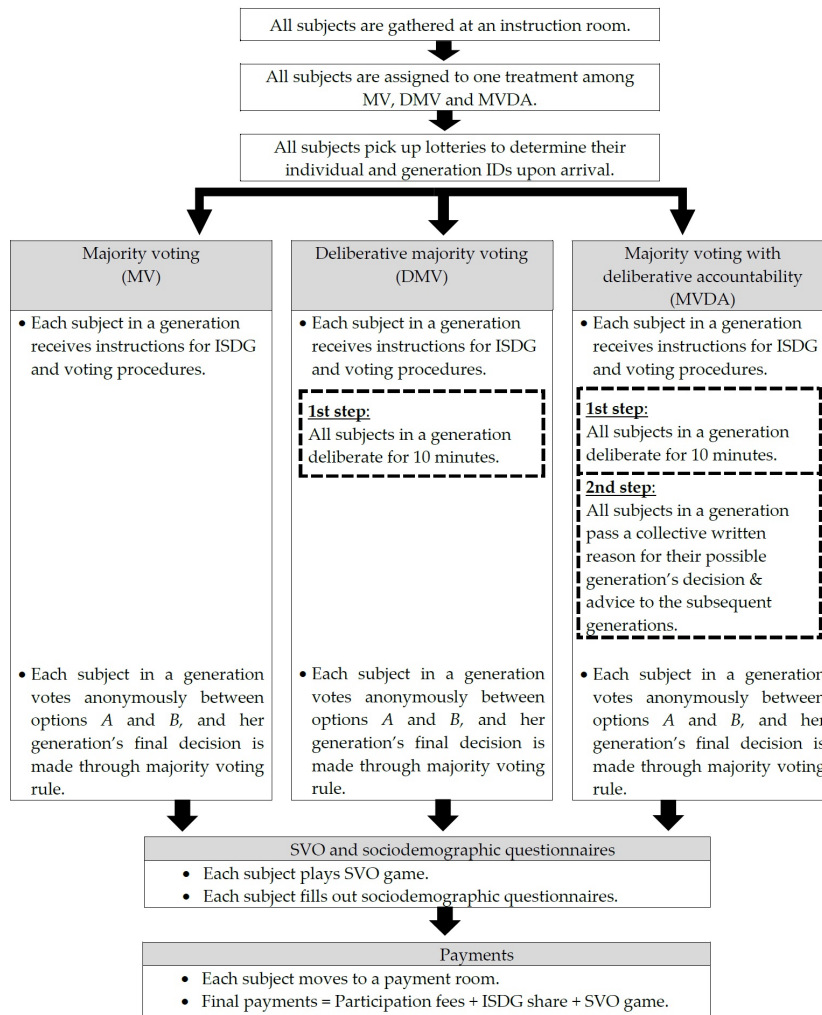 All subjects are gathered at an instruction room.
All subjects are assigned to one treatment among
MV, DMV and MVDA.
All subjects pick up lotteries to determine their
individual and generation IDs upon arrival.
Majority voting
(MV)
• Each subject in a generation
receives instructions for ISDG
and voting procedures.
• Each subject in a generation
votes anonymously between
options A and B, and her
generation's final decision is
made through majority voting
rule.
Deliberative majority voting
(DMV)
• Each subject in a generation
receives instructions for ISDG
and voting procedures.
1st step:
All subjects in a generation
deliberate for 10 minutes.
• Each subject in a generation
votes anonymously between
options A and B, and her
generation's final decision is
made through majority voting
rule.
Majority voting with
deliberative accountability
(MVDA)
• Each subject in a generation
receives instructions for ISDG
and voting procedures.
1st step:
All subjects in a generation
deliberate for 10 minutes.
2nd step:
All subjects in a generation
pass a collective written
reason for their possible
generation's decision &
advice to the subsequent
generations.
• Each subject in a generation
votes anonymously between
options A and B, and her
generation's final decision is
made through majority voting
rule.
SVO and sociodemographic questionnaires
• Each subject plays SVO game.
• Each subject fills out sociodemographic questionnaires.
Payments
• Each subject moves to a payment room.
• Final payments = Participation fees + ISDG share + SVO game.